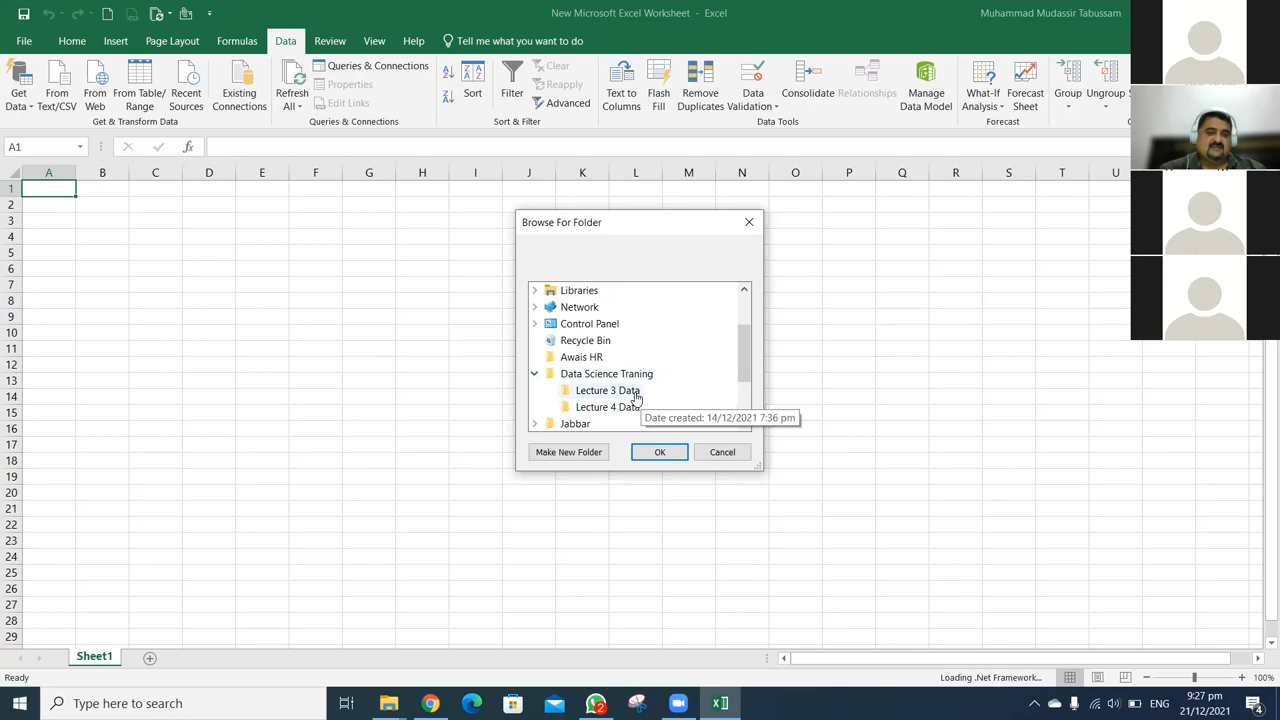 New Microsoft Excel Worksheet - Excel
Muhammad Mudassir Tabussam
File
Home
Insert
Page Layout
Formulas
Data
Review
View
Help
Tell me what you want to do
Get Data
From Text/CSV
From Web
From Table/ Range
Recent Sources
Existing Connections
Get & Transform Data
Refresh All
Queries & Connections
Properties
Edit Links
Queries & Connections
Sort
Filter
Clear
Reapply
Advanced
Sort & Filter
Text to Columns
Flash Fill
Remove Duplicates
Data Validation
Consolidate
Relationships
Manage Data Model
Data Tools
What-If Analysis
Forecast Sheet
Forecast
Group
Ungroup
A1
A B C D E F G H I J K L M N O P Q R S T U
1
2
3
4
5
6
7
8
9
10
11
12
13
14
15
16
17
18
19
20
21
22
23
24
25
26
27
28
29
Browse For Folder
Libraries
Network
Control Panel
Recycle Bin
Awais HR
Data Science Traning
Lecture 3 Data
Lecture 4 Data
Date created: 14/12/2021 7:36 pm
Jabbar
Make New Folder
OK
Cancel
Sheet1
Ready
Loading .Net Framework...
100%
Type here to search
2
ENG
9:27 pm
21/12/2021
4